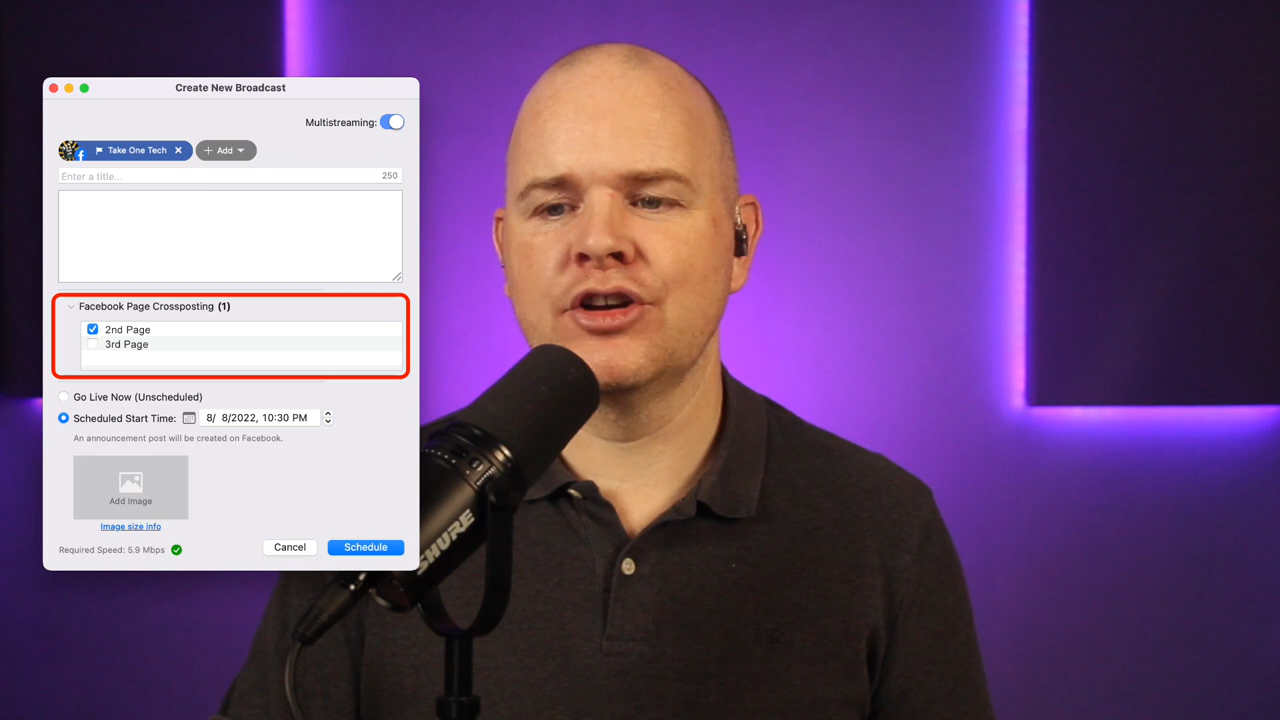 Create New Broadcast
Multistreaming:
Take One Tech
Add
Enter a title...
250
Facebook Page Crossposting (1)
2nd Page
3rd Page
Go Live Now (Unscheduled)
Scheduled Start Time: 8/ 8/2022, 10:30 PM
An announcement post will be created on Facebook.
Add Image
Image size info
Required Speed: 5.9 Mbps
Cancel
Schedule
SHURE